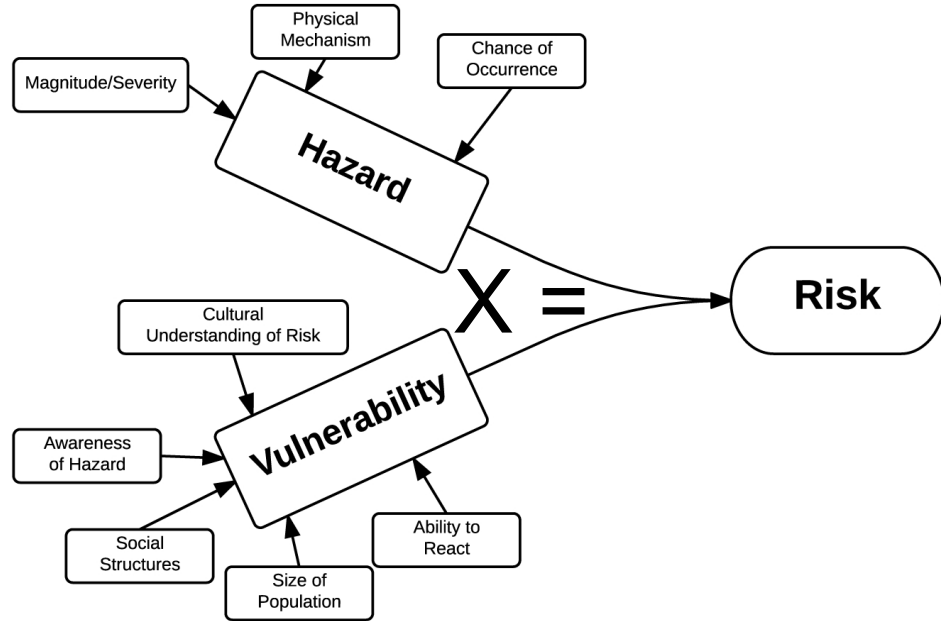 Physical
Mechanism
Chance of
Occurrence
Magnitude/Severity
Hazard
X =
Risk
Cultural
Understanding of Risk
Vulnerability
Awareness
of Hazard
Social
Structures
Size of
Population
Ability to
React